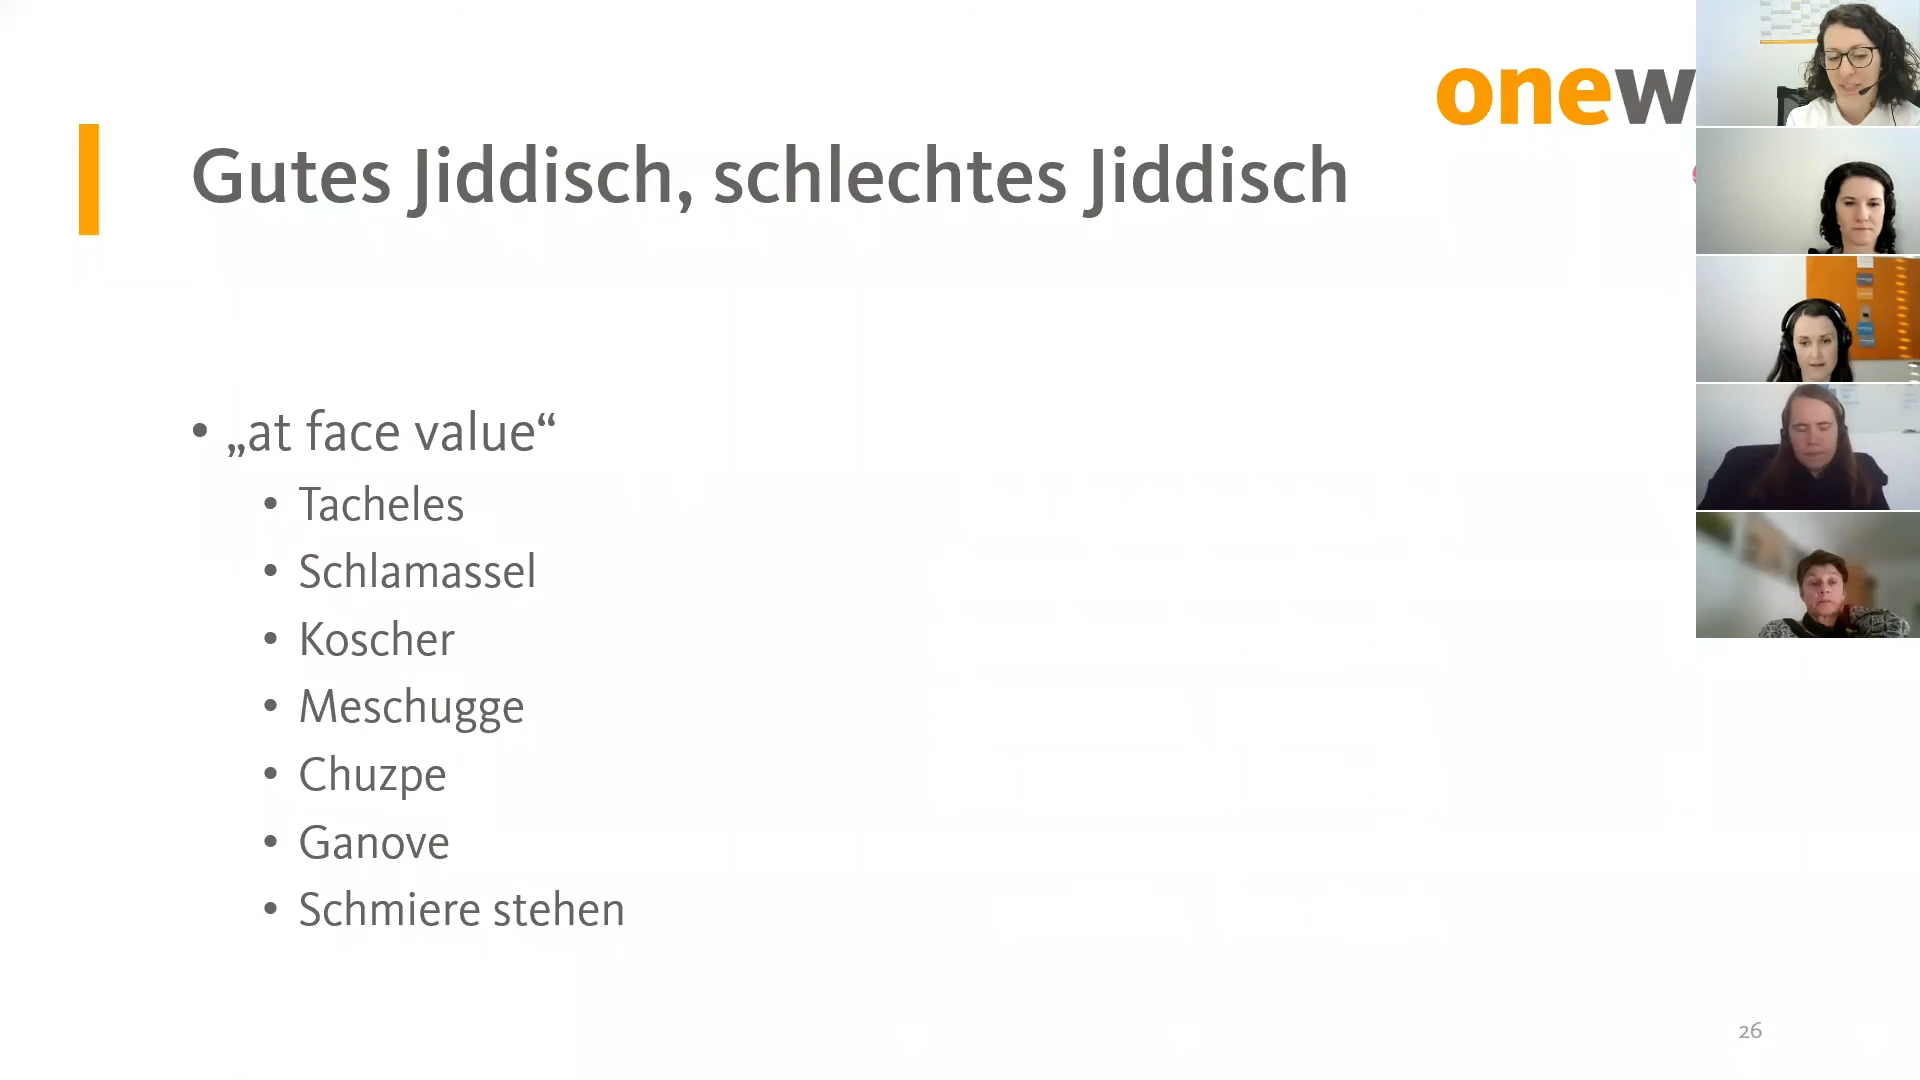 onew
Gutes Jiddisch, schlechtes Jiddisch
• „at face value“
• Tacheles
• Schlamassel
• Koscher
• Meschugge
• Chuzpe
• Ganove
• Schmiere stehen
26